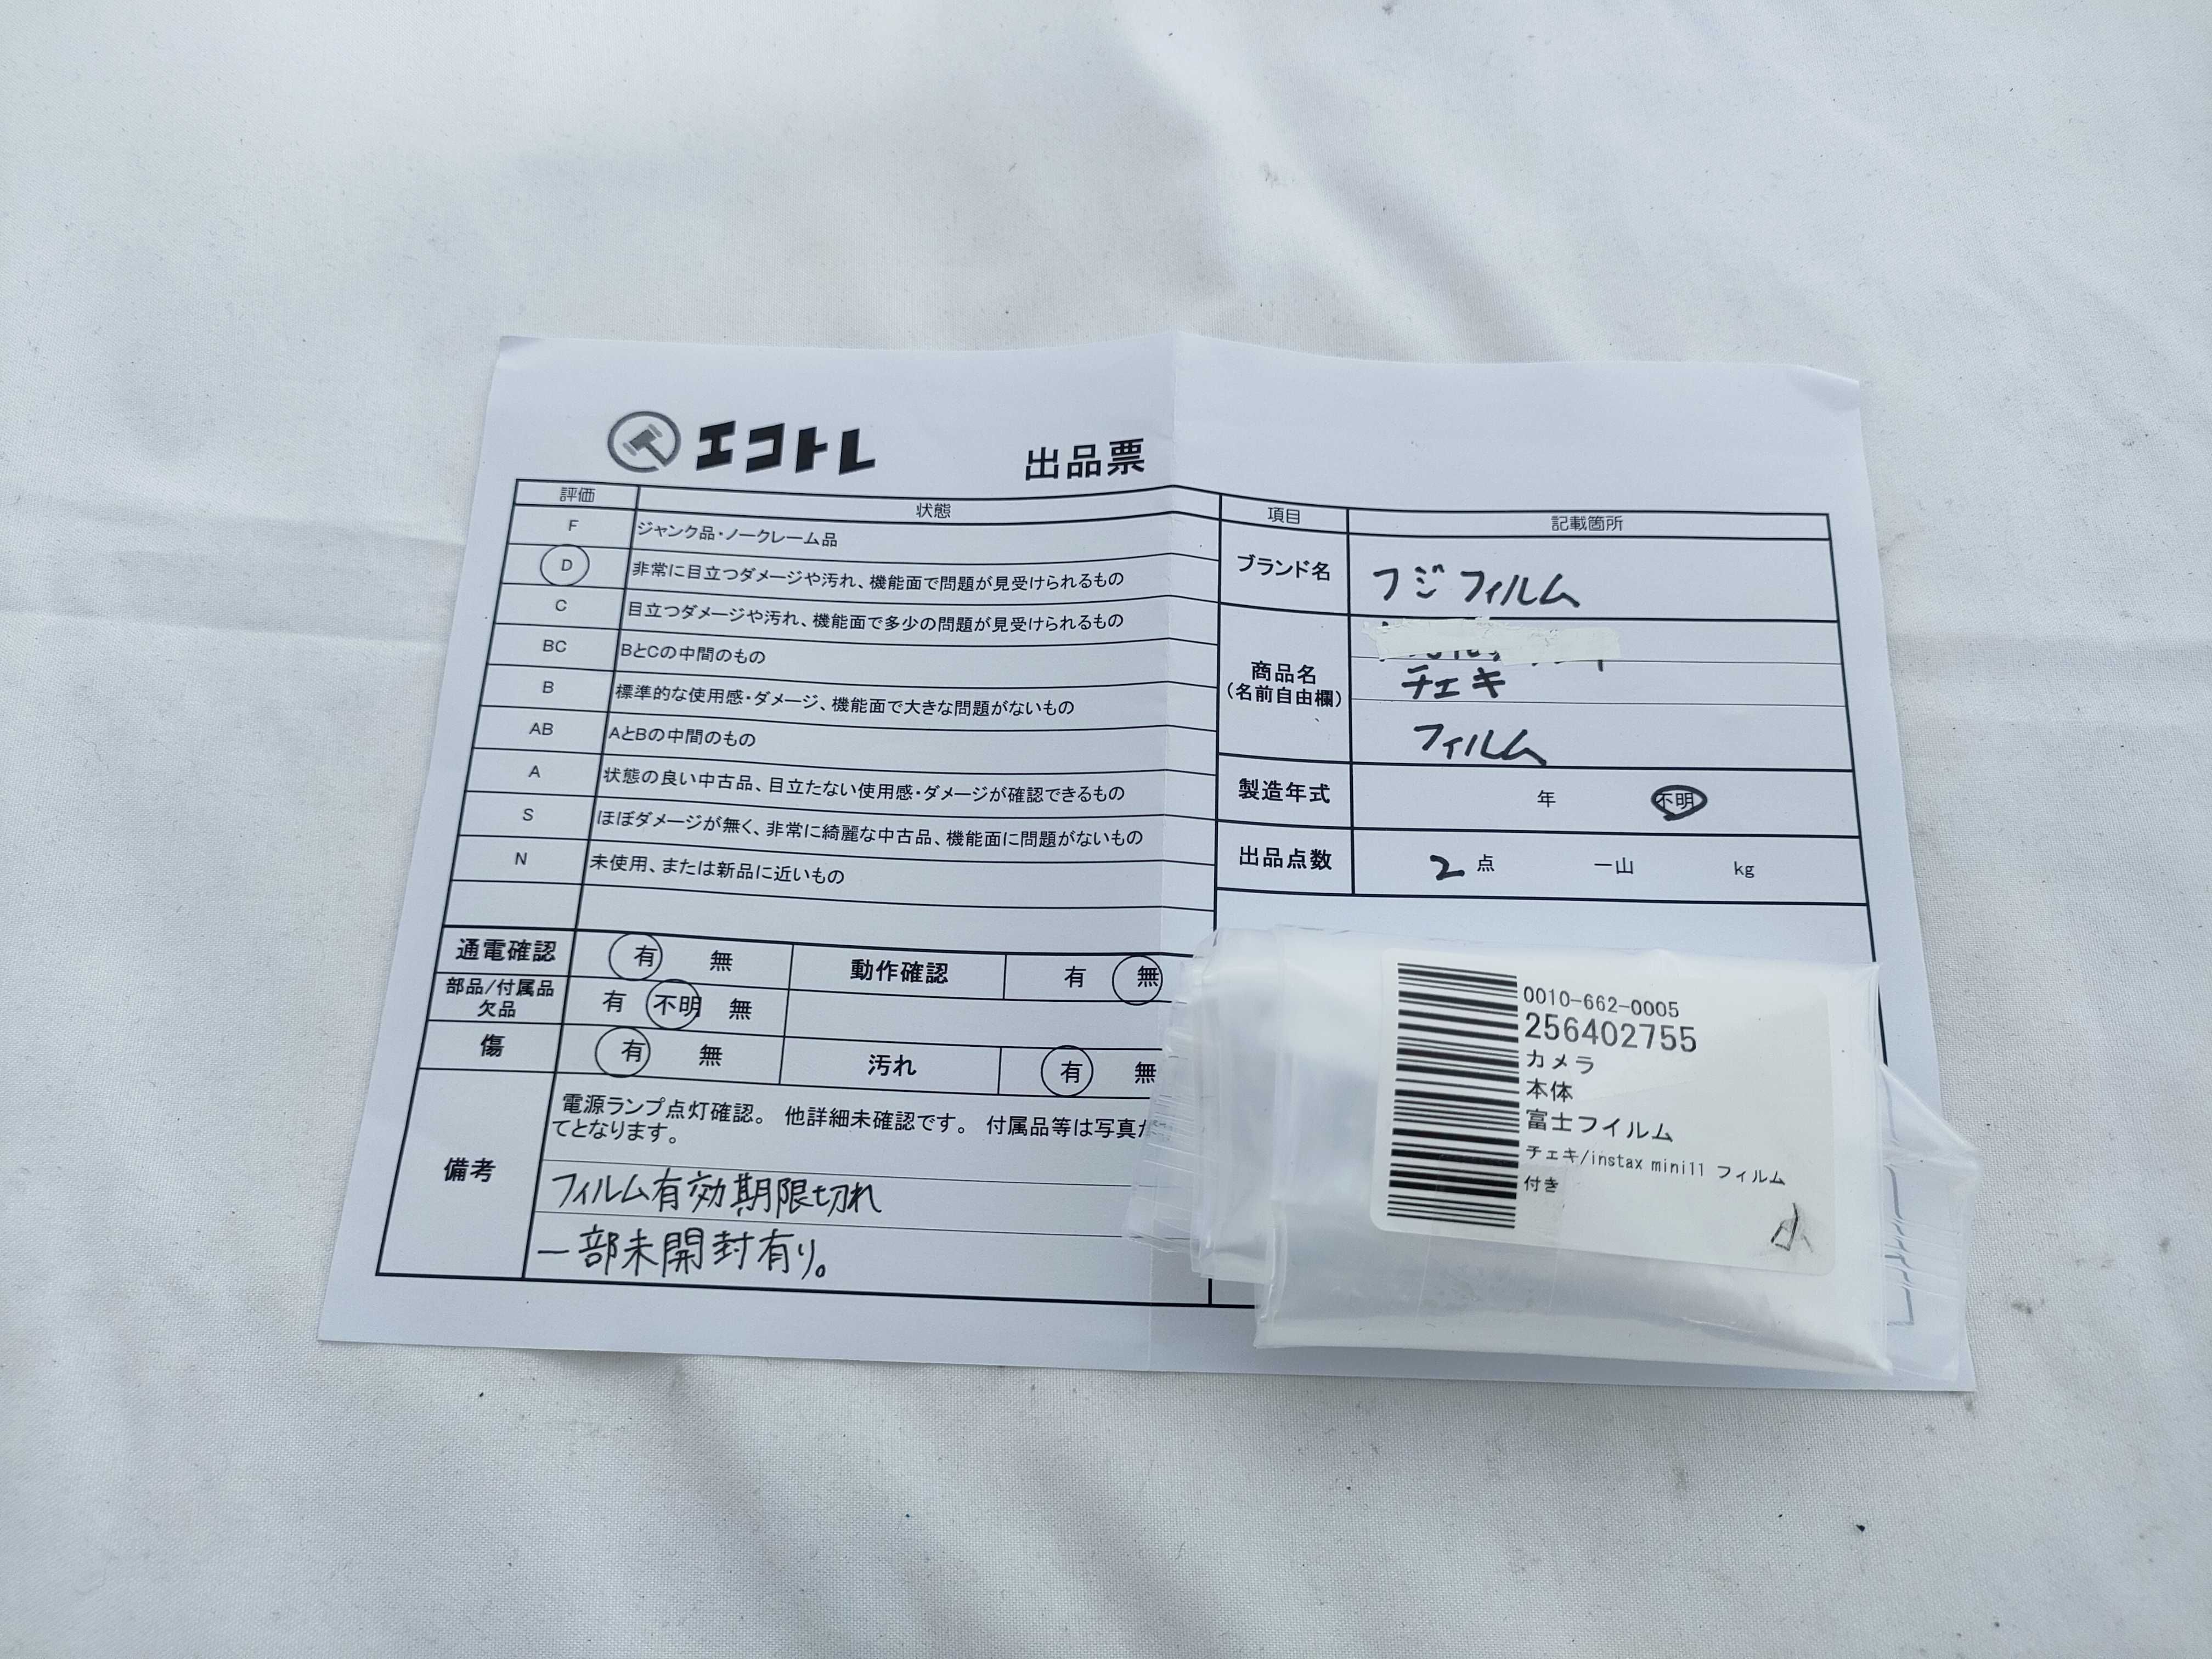 エコトレ
出品票
評価 状態
F ジャンク品・ノークレーム品
D 非常に目立つダメージや汚れ、機能面で問題が見受けられるもの
C 目立つダメージや汚れ、機能面で多少の問題が見受けられるもの
BC BとCの中間のもの
B 標準的な使用感・ダメージ、機能面で大きな問題がないもの
AB AとBの中間のもの
A 状態の良い中古品、目立たない使用感・ダメージが確認できるもの
S ほぼダメージが無く、非常に綺麗な中古品、機能面に問題がないもの
N 未使用、または新品に近いもの
通電確認 有 無 動作確認 有 無
部品/付属品
欠品
有 不明 無
傷 有 無 汚れ 有 無
備考
電源ランプ点灯確認。 他詳細未確認です。 付属品等は写真
てとなります。
フィルム有効期限切れ
一部未開封有り。
項目 記載箇所
ブランド名 フジフィルム
商品名
(名前自由欄)
チェキ
フィルム
製造年式 年 不明
出品点数 2 点 一山 kg
0010-662-0005
256402755
カメラ
本体
富士フイルム
チェキ/instax mini11 フィルム
付き
小